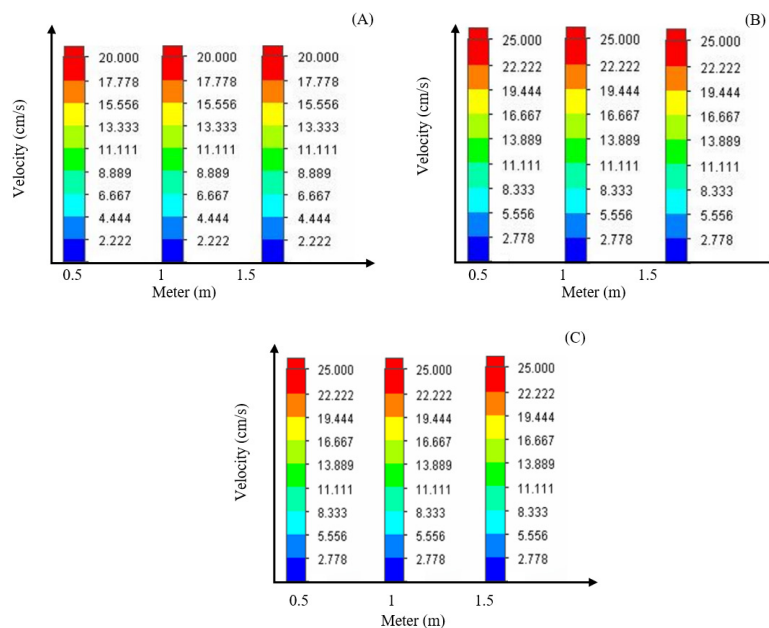 (A)
Velocity (cm/s)
20.000 20.000 20.000
17.778 17.778 17.778
15.556 15.556 15.556
13.333 13.333 13.333
11.111 11.111 11.111
8.889 8.889 8.889
6.667 6.667 6.667
4.444 4.444 4.444
2.222 2.222 2.222
0.5 1 1.5
Meter (m)
(B)
Velocity (cm/s)
25.000 25.000 25.000
22.222 22.222 22.222
19.444 19.444 19.444
16.667 16.667 16.667
13.889 13.889 13.889
11.111 11.111 11.111
8.333 8.333 8.333
5.556 5.556 5.556
2.778 2.778 2.778
0.5 1 1.5
Meter (m)
(C)
Velocity (cm/s)
25.000 25.000 25.000
22.222 22.222 22.222
19.444 19.444 19.444
16.667 16.667 16.667
13.889 13.889 13.889
11.111 11.111 11.111
8.333 8.333 8.333
5.556 5.556 5.556
2.778 2.778 2.778
0.5 1 1.5
Meter (m)